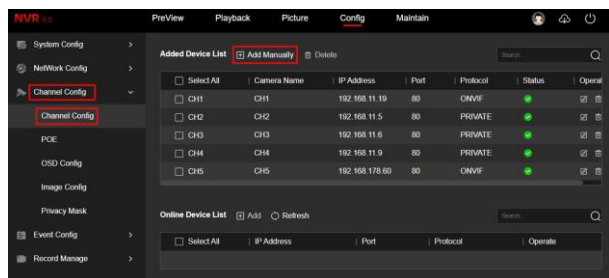 NVR 5.0 PreView Playback Picture Config Maintain
System Config
NetWork Config
Channel Config
Channel Config
POE
OSD Config
Image Config
Privacy Mask
Event Config
Record Manage
Added Device List Add Manually Delete Search...
Select All Camera Name IP Address Port Protocol Status Operat
CH1 CH1 192.168.11.19 80 ONVIF
CH2 CH2 192.168.11.5 80 PRIVATE
CH3 CH3 192.168.11.6 80 PRIVATE
CH4 CH4 192.168.11.9 80 PRIVATE
CH5 CH5 192.168.178.60 80 ONVIF
Online Device List Add Refresh Search...
Select All IP Address Port Protocol Operate